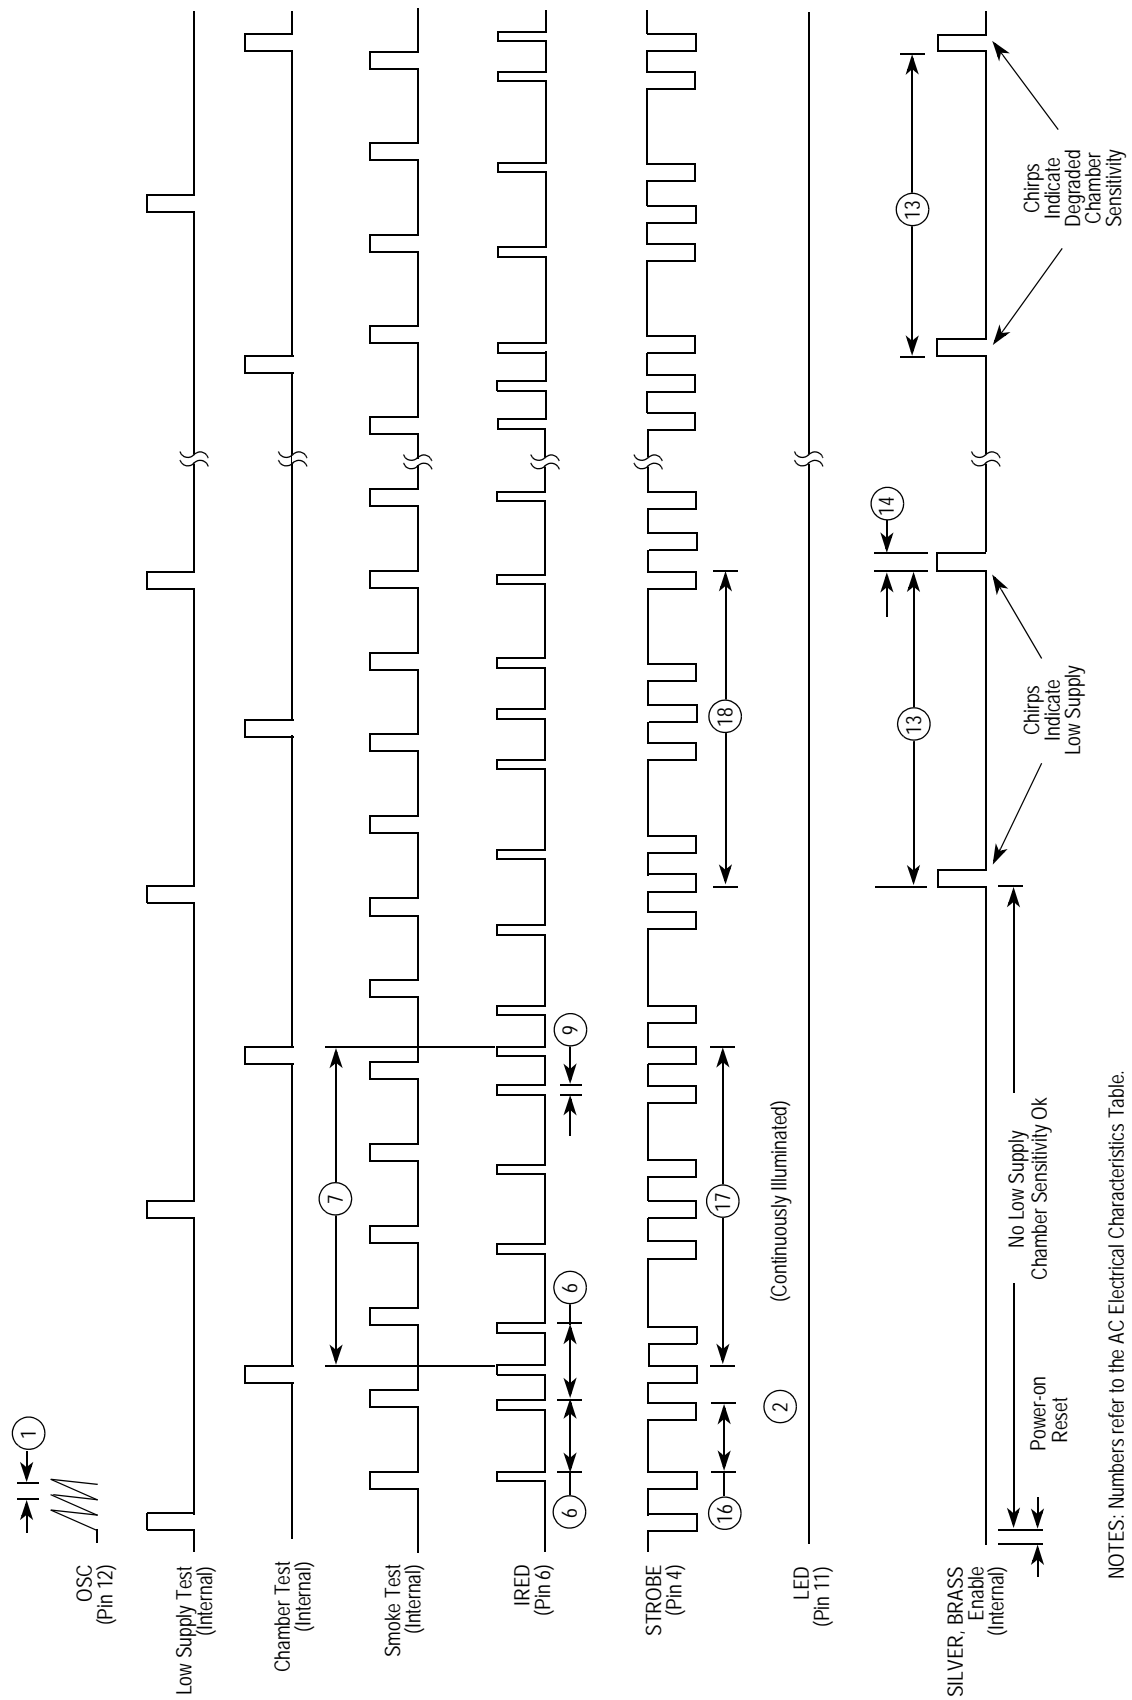 OSC
(Pin 12)
1
Low Supply Test
(Internal)
Chamber Test
(Internal)
7
Smoke Test
(Internal)
IRED
(Pin 6)
6
6
9
STROBE
(Pin 4)
16
17
18
LED
(Pin 11)
2
(Continuously Illuminated)
SILVER, BRASS
Enable
(Internal)
Power-on
Reset
No Low Supply
Chamber Sensitivity Ok
13
14
Chirps
Indicate
Low Supply
13
Chirps
Indicate
Degraded
Chamber
Sensitivity
NOTES: Numbers refer to the AC Electrical Characteristics Table.